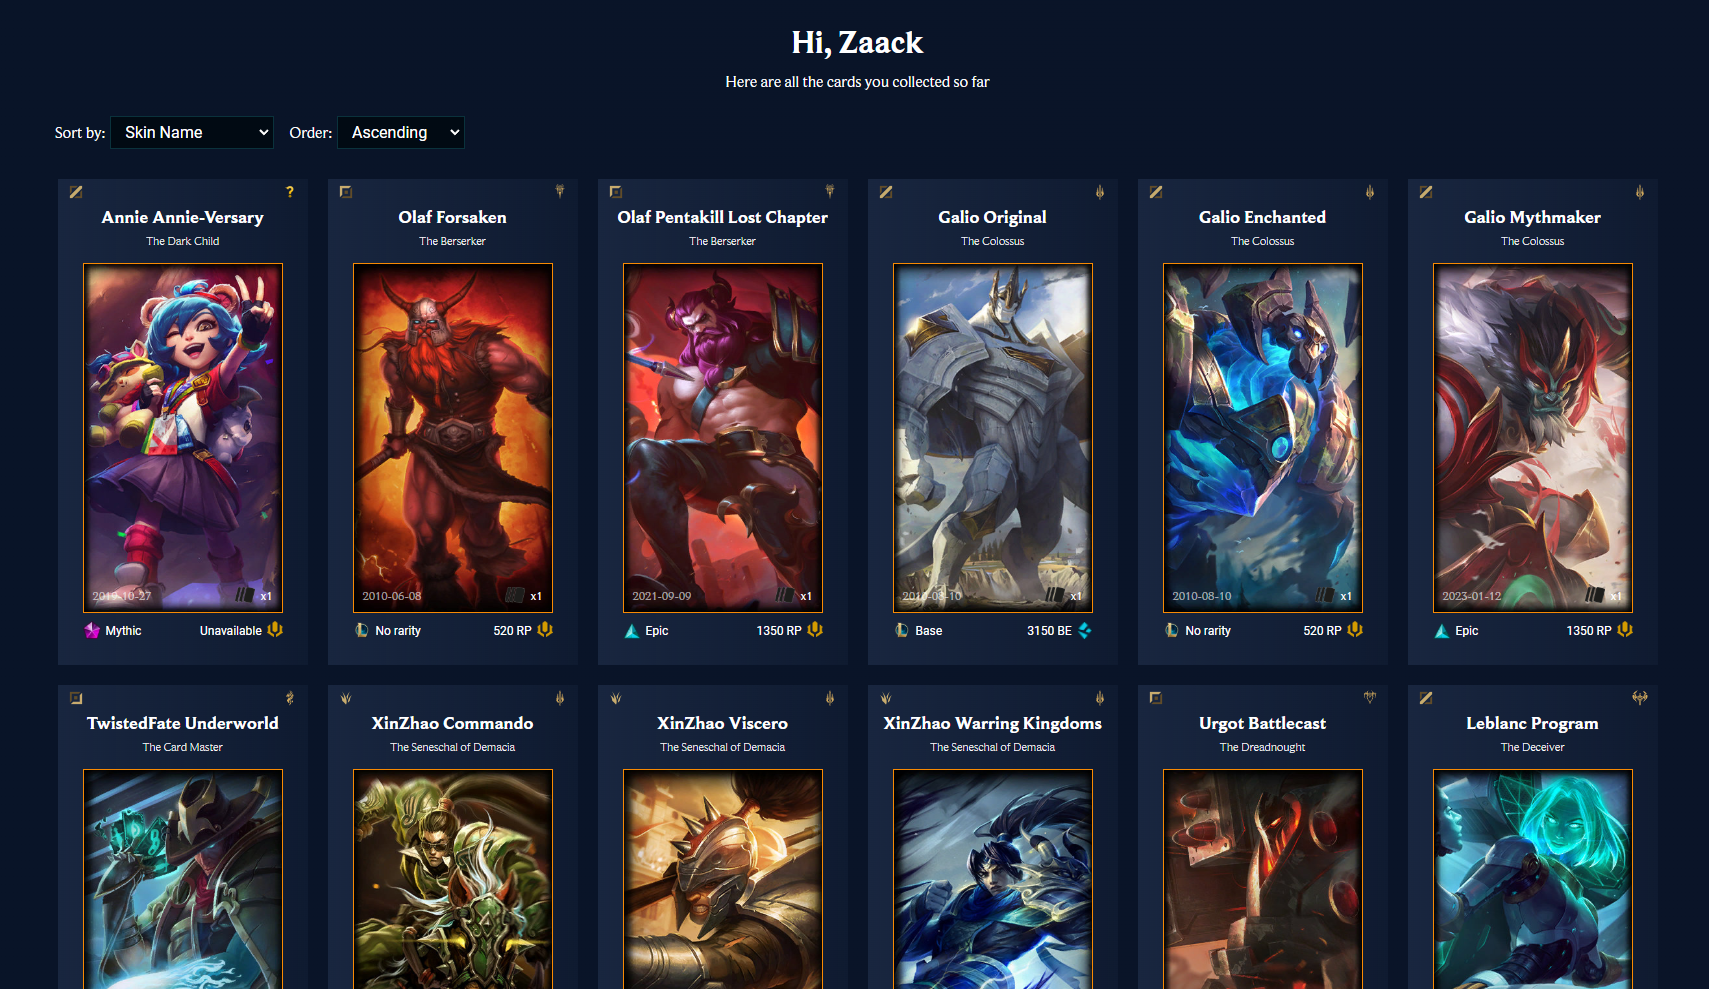 Hi, Zaack
Here are all the cards you collected so far
Sort by: Skin Name Order: Ascending
?
Annie Annie-Versary
The Dark Child
2019-10-27 x1
Mythic Unavailable
Olaf Forsaken
The Berserker
2010-06-08 x1
No rarity 520 RP
Olaf Pentakill Lost Chapter
The Berserker
2021-09-09 x1
Epic 1350 RP
Galio Original
The Colossus
2010-08-10 x1
Base 3150 BE
Galio Enchanted
The Colossus
2010-08-10 x1
No rarity 520 RP
Galio Mythmaker
The Colossus
2023-01-12 x1
Epic 1350 RP
TwistedFate Underworld
The Card Master
XinZhao Commando
The Seneschal of Demacia
XinZhao Viscero
The Seneschal of Demacia
XinZhao Warring Kingdoms
The Seneschal of Demacia
Urgot Battlecast
The Dreadnought
Leblanc Program
The Deceiver